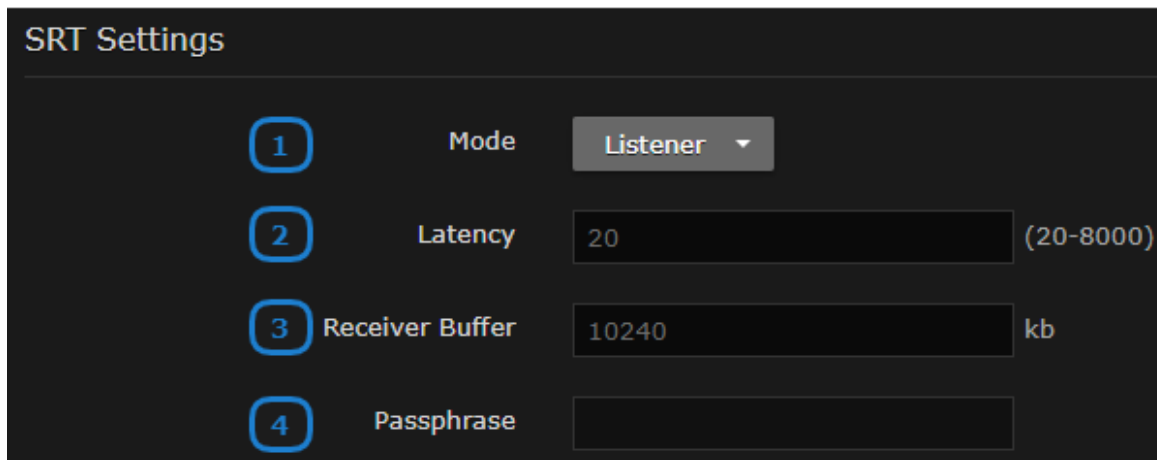 SRT Settings
1 Mode Listener
2 Latency 20 (20-8000)
3 Receiver Buffer 10240 kb
4 Passphrase